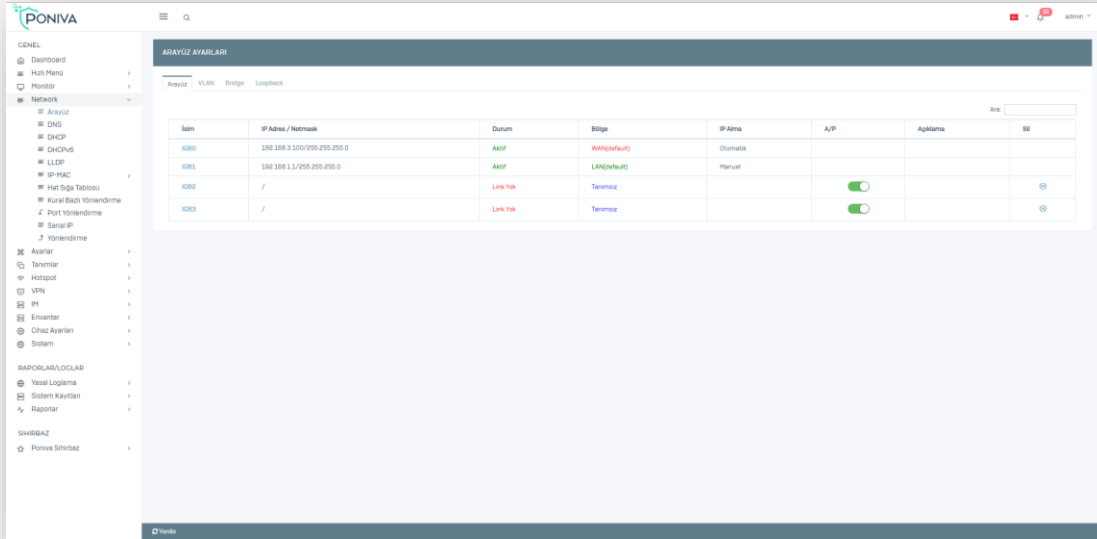 PONIVA
50
admin
GENEL
Dashboard
Hızlı Menü
Monitör
Network
Arayüz
DNS
DHCP
DHCPv6
LLDP
IP-MAC
Hat Sığa Tablosu
Kural Bazlı Yönlendirme
Port Yönlendirme
Sanal IP
Yönlendirme
Ayarlar
Tanımlar
Hotspot
VPN
IM
Envanter
Cihaz Ayarları
Sistem
RAPORLAR/LOGLAR
Yasal Loglama
Sistem Kayıtları
Raporlar
SIHIRBAZ
Poniva Sihirbaz
ARAYÜZ AYARLARI
Arayüz VLAN Bridge Loopback
Ara:
İsim IP Adres / Netmask Durum Bölge IP Alma A/P Açıklama Sil
IGB0 192.168.3.100/255.255.255.0 Aktif WAN(default) Otomatik
IGB1 192.168.1.1/255.255.255.0 Aktif LAN(default) Manuel
IGB2 / Link Yok Tanımsız
IGB3 / Link Yok Tanımsız
Yenile